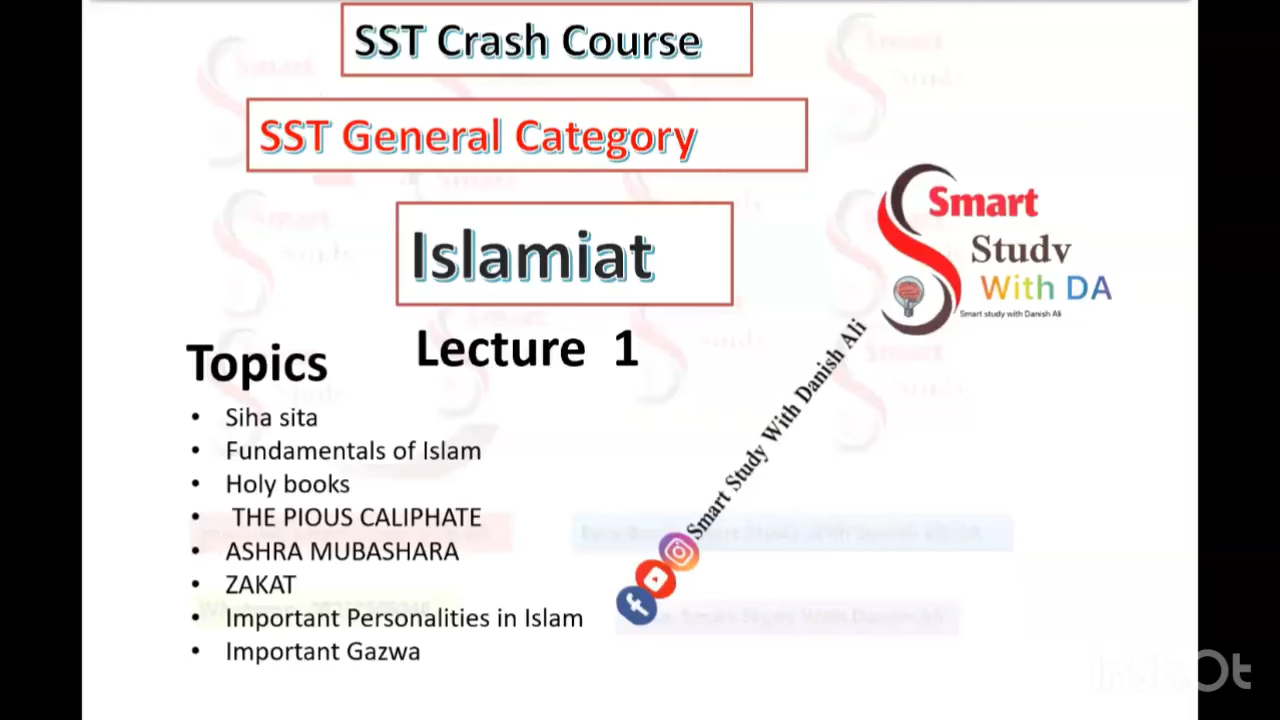 SST Crash Course
SST General Category
Islamiat
Lecture 1
Smart
Study
With DA
Smart study with Danish Ali
Smart Study With Danish Ali
Topics
• Siha sita
• Fundamentals of Islam
• Holy books
• THE PIOUS CALIPHATE
• ASHRA MUBASHARA
• ZAKAT
• Important Personalities in Islam
• Important Gazwa